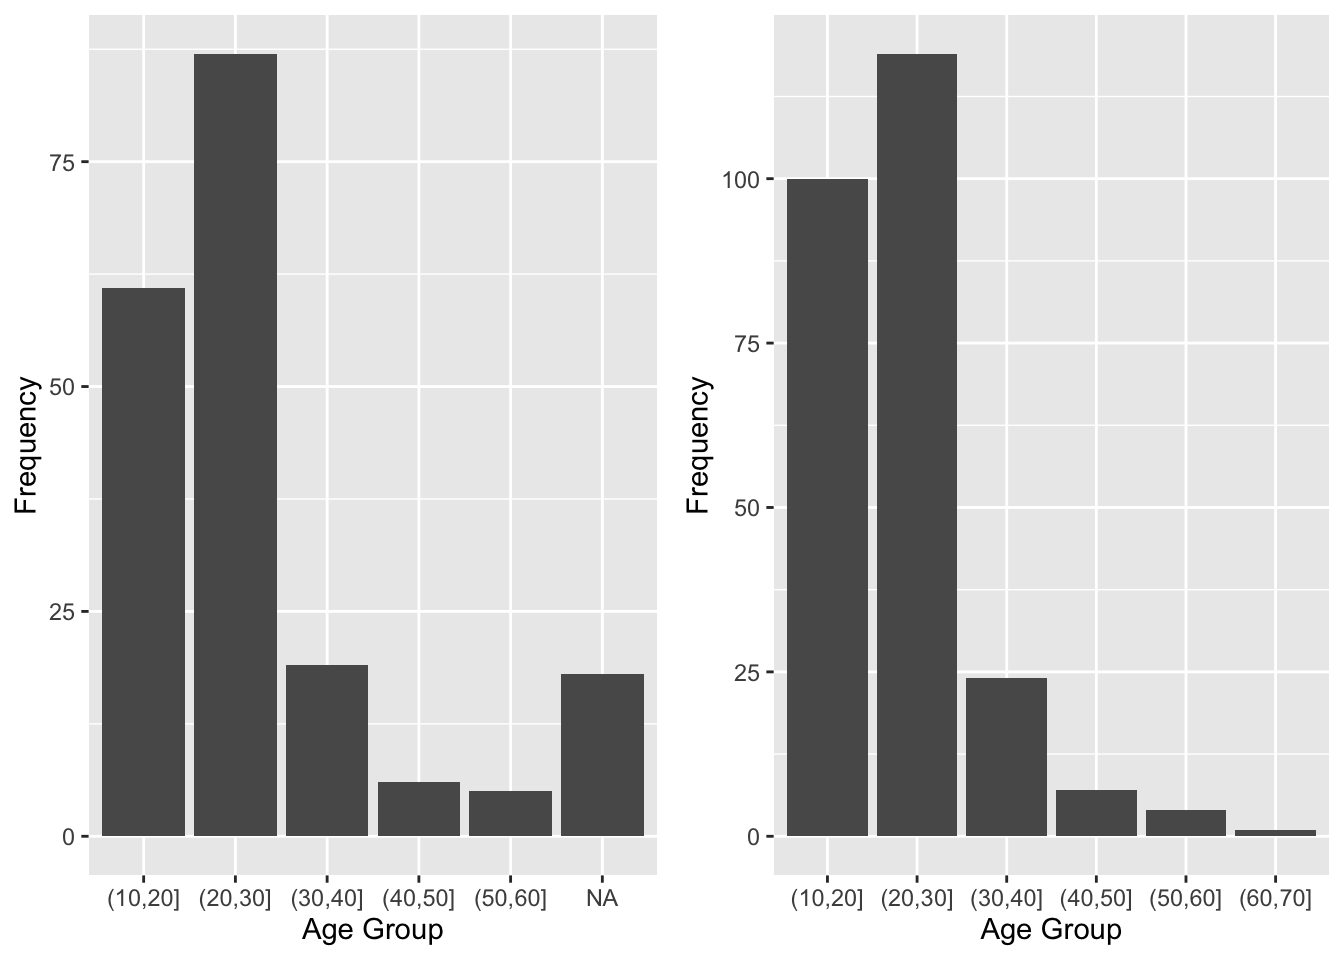 75
50
25
0
Frequency
(10,20] (20,30] (30,40] (40,50] (50,60] NA
Age Group
100
75
50
25
0
Frequency
(10,20] (20,30] (30,40] (40,50] (50,60] (60,70]
Age Group